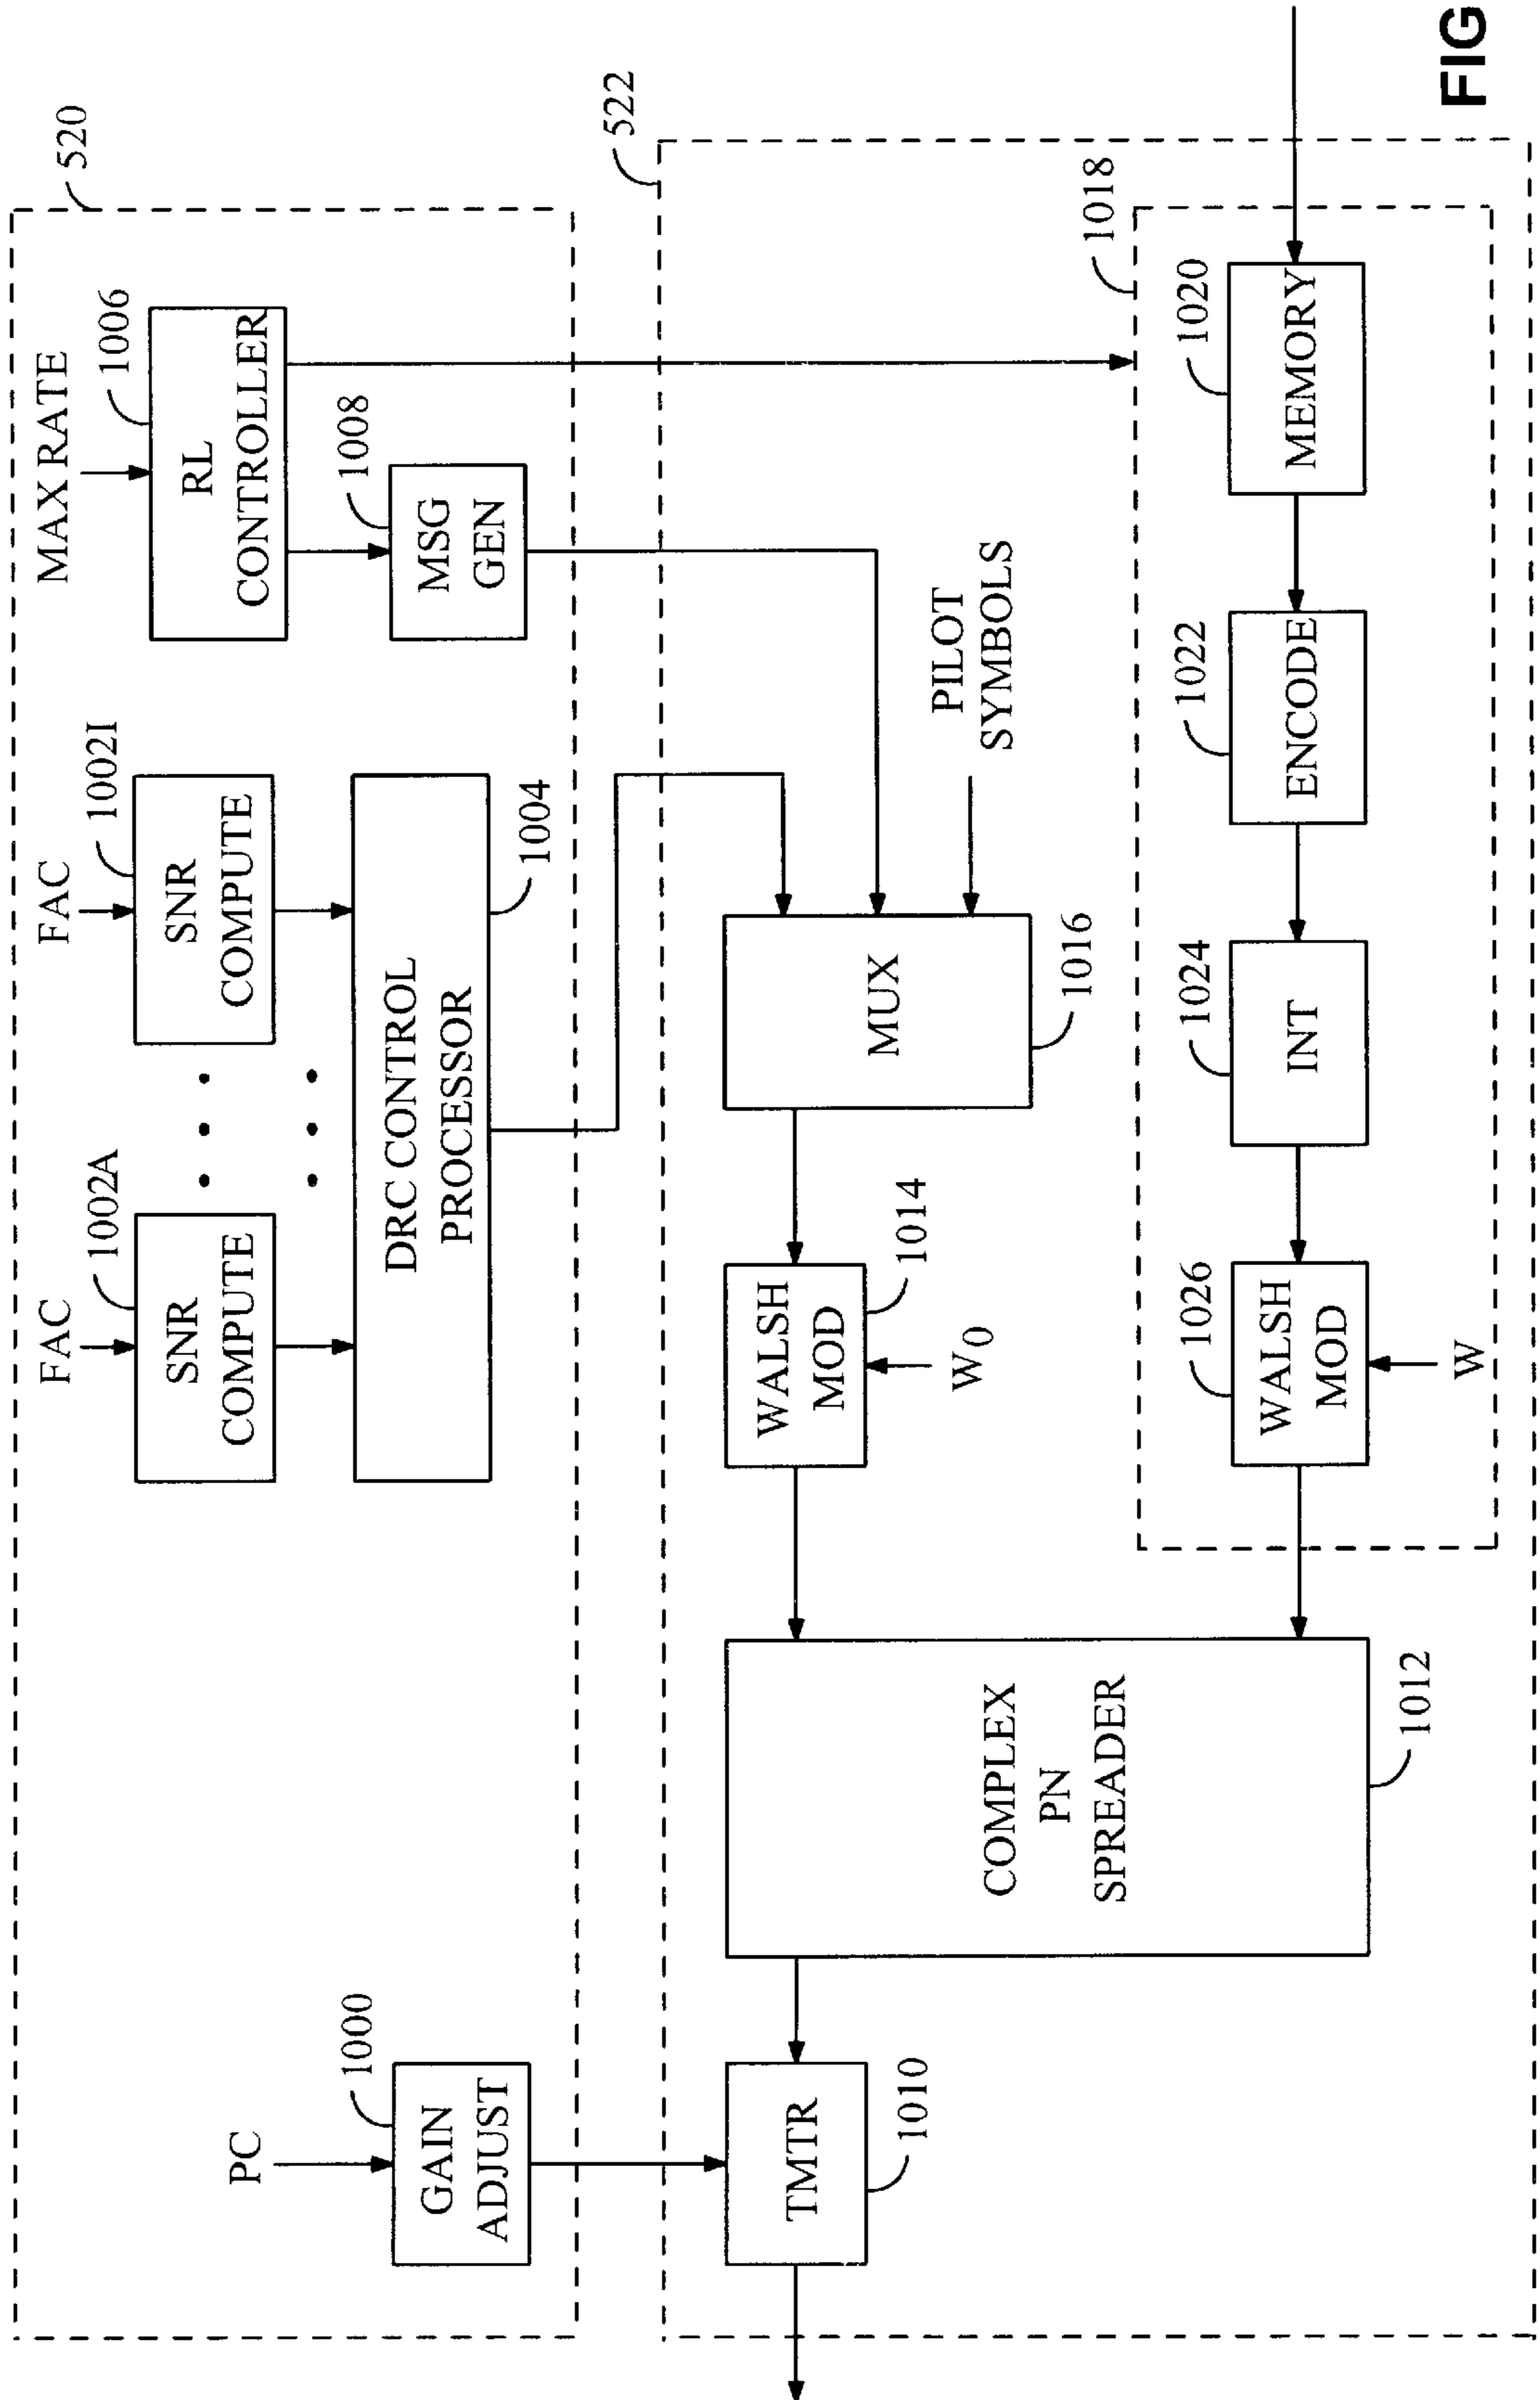 520
MAX RATE
1006
RL
CONTROLLER
1008
MSG
GEN
FAC
1002I
SNR
COMPUTE
FAC
1002A
SNR
COMPUTE
DRC CONTROL
PROCESSOR
1004
PC
1000
GAIN
ADJUST
522
TMTR
1010
COMPLEX
PN
SPREADER
1012
WALSH
MOD
1014
W0
MUX
1016
PILOT
SYMBOLS
1018
1026
WALSH
MOD
W
1024
INT
1022
ENCODE
1020
MEMORY
FIG